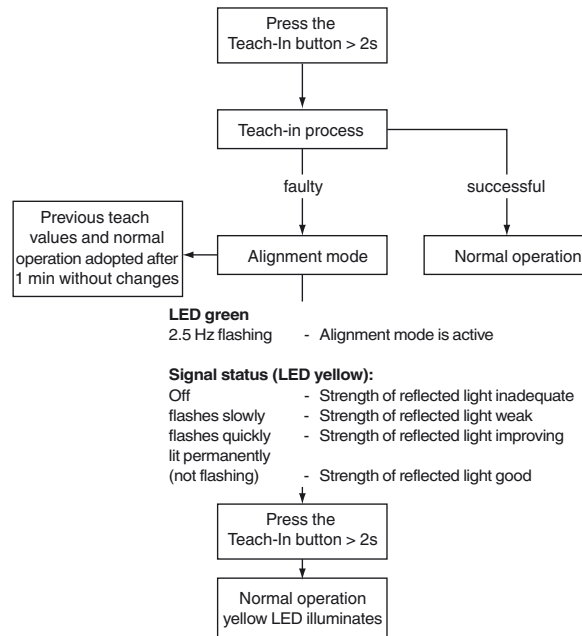 Press the
Teach-In button > 2s
Teach-in process
faulty
successful
Previous teach
values and normal
operation adopted after
1 min without changes
Alignment mode
Normal operation
LED green
2.5 Hz flashing - Alignment mode is active
Signal status (LED yellow):
Off - Strength of reflected light inadequate
flashes slowly - Strength of reflected light weak
flashes quickly - Strength of reflected light improving
lit permanently
(not flashing) - Strength of reflected light good
Press the
Teach-In button > 2s
Normal operation
yellow LED illuminates